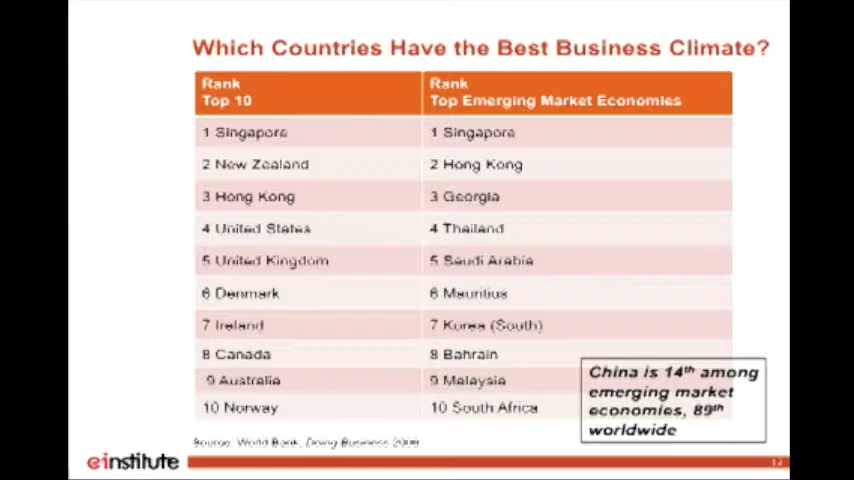 Which Countries Have the Best Business Climate?
Rank
Top 10
Rank
Top Emerging Market Economies
1 Singapore
1 Singapore
2 New Zealand
2 Hong Kong
3 Hong Kong
3 Georgia
4 United States
4 Thailand
5 United Kingdom
5 Saudi Arabia
6 Denmark
6 Mauritius
7 Ireland
7 Korea (South)
8 Canada
8 Bahrain
9 Australia
9 Malaysia
10 Norway
10 South Africa
China is 14th among
emerging market
economies, 89th
worldwide
Source: World Bank, Doing Business
einstitute